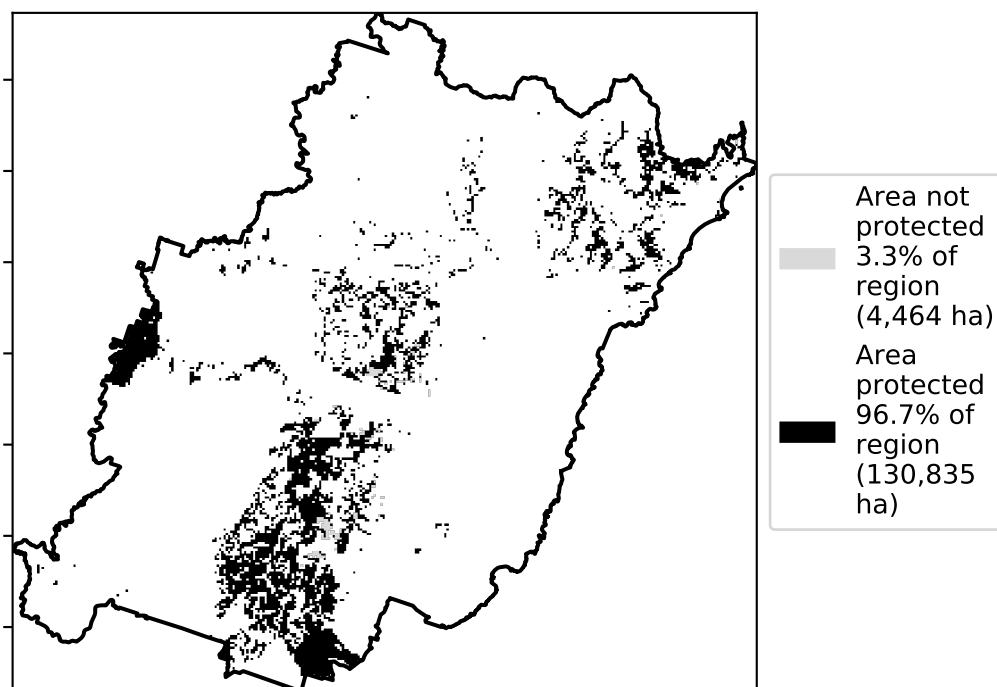 Area not
protected
3.3% of
region
(4,464 ha)
Area
protected
96.7% of
region
(130,835
ha)